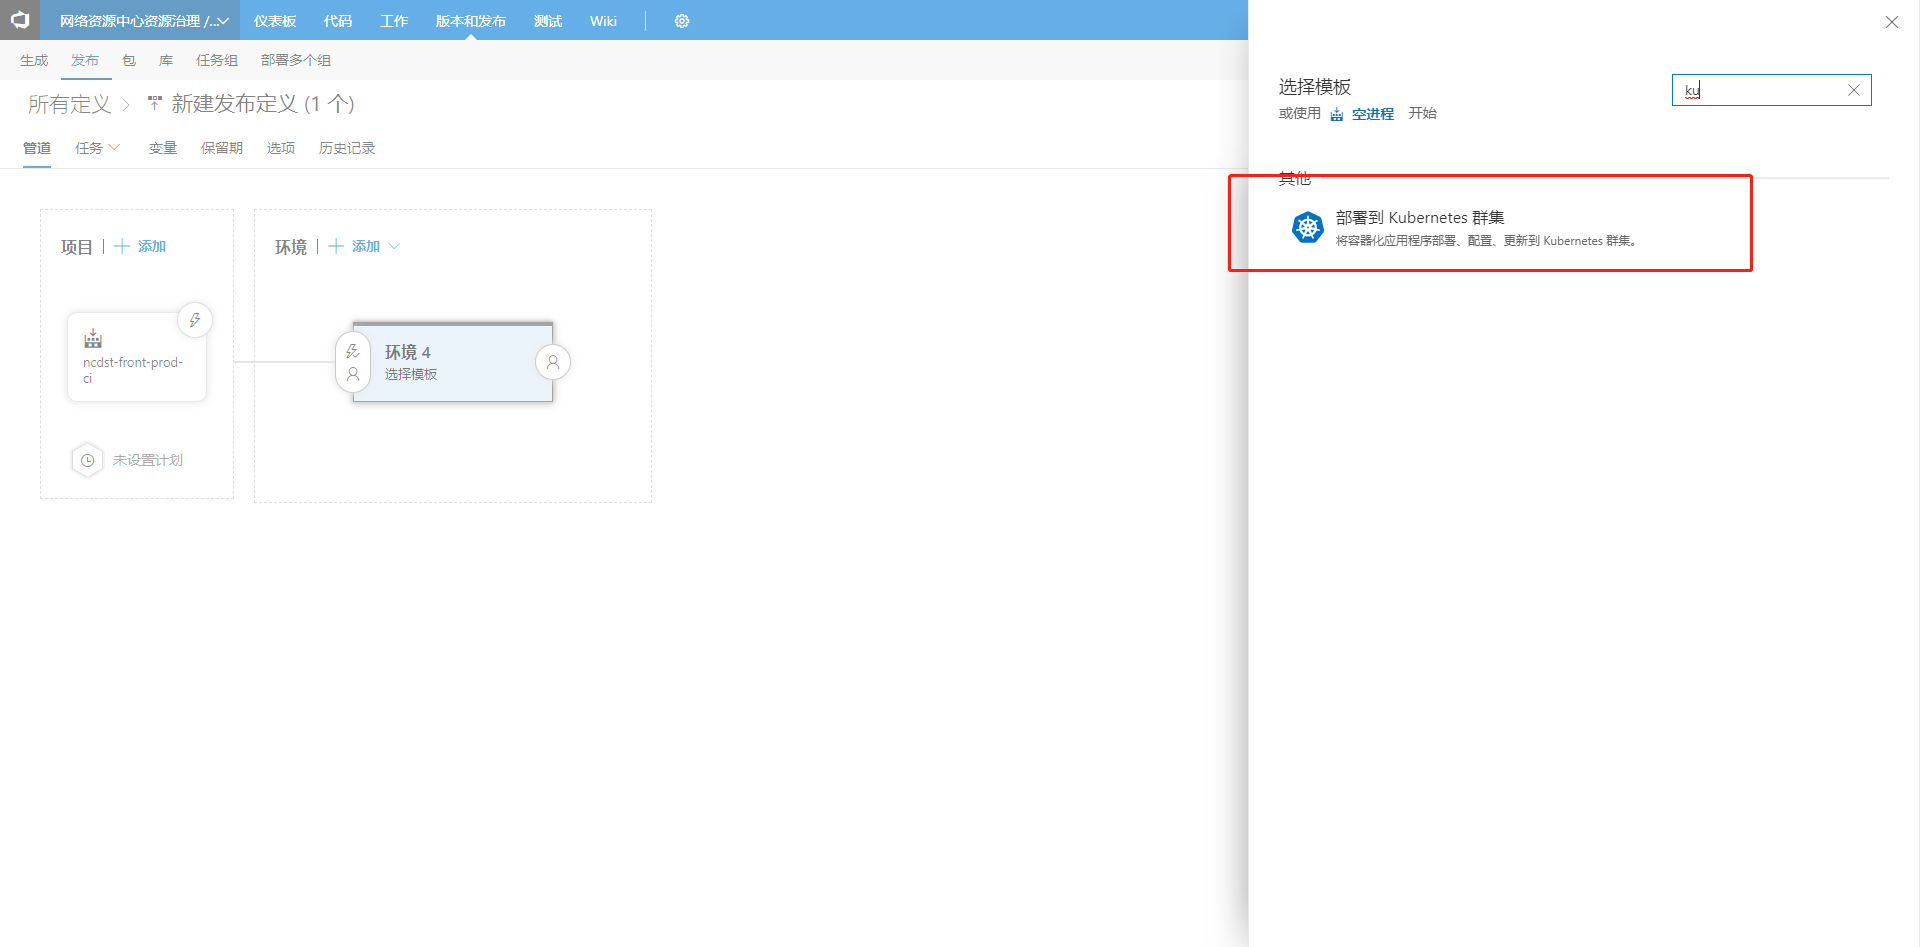 网络资源中心资源治理 /... 仪表板 代码 工作 版本和发布 测试 Wiki
生成 发布 包 库 任务组 部署多个组
所有定义 新建发布定义 (1 个)
管道 任务 变量 保留期 选项 历史记录
项目 添加
环境 添加
ncdst-front-prod-
ci
环境 4
选择模板
未设置计划
选择模板
ku
或使用 空进程 开始
其他
部署到 Kubernetes 群集
将容器化应用程序部署、配置、更新到 Kubernetes 群集。